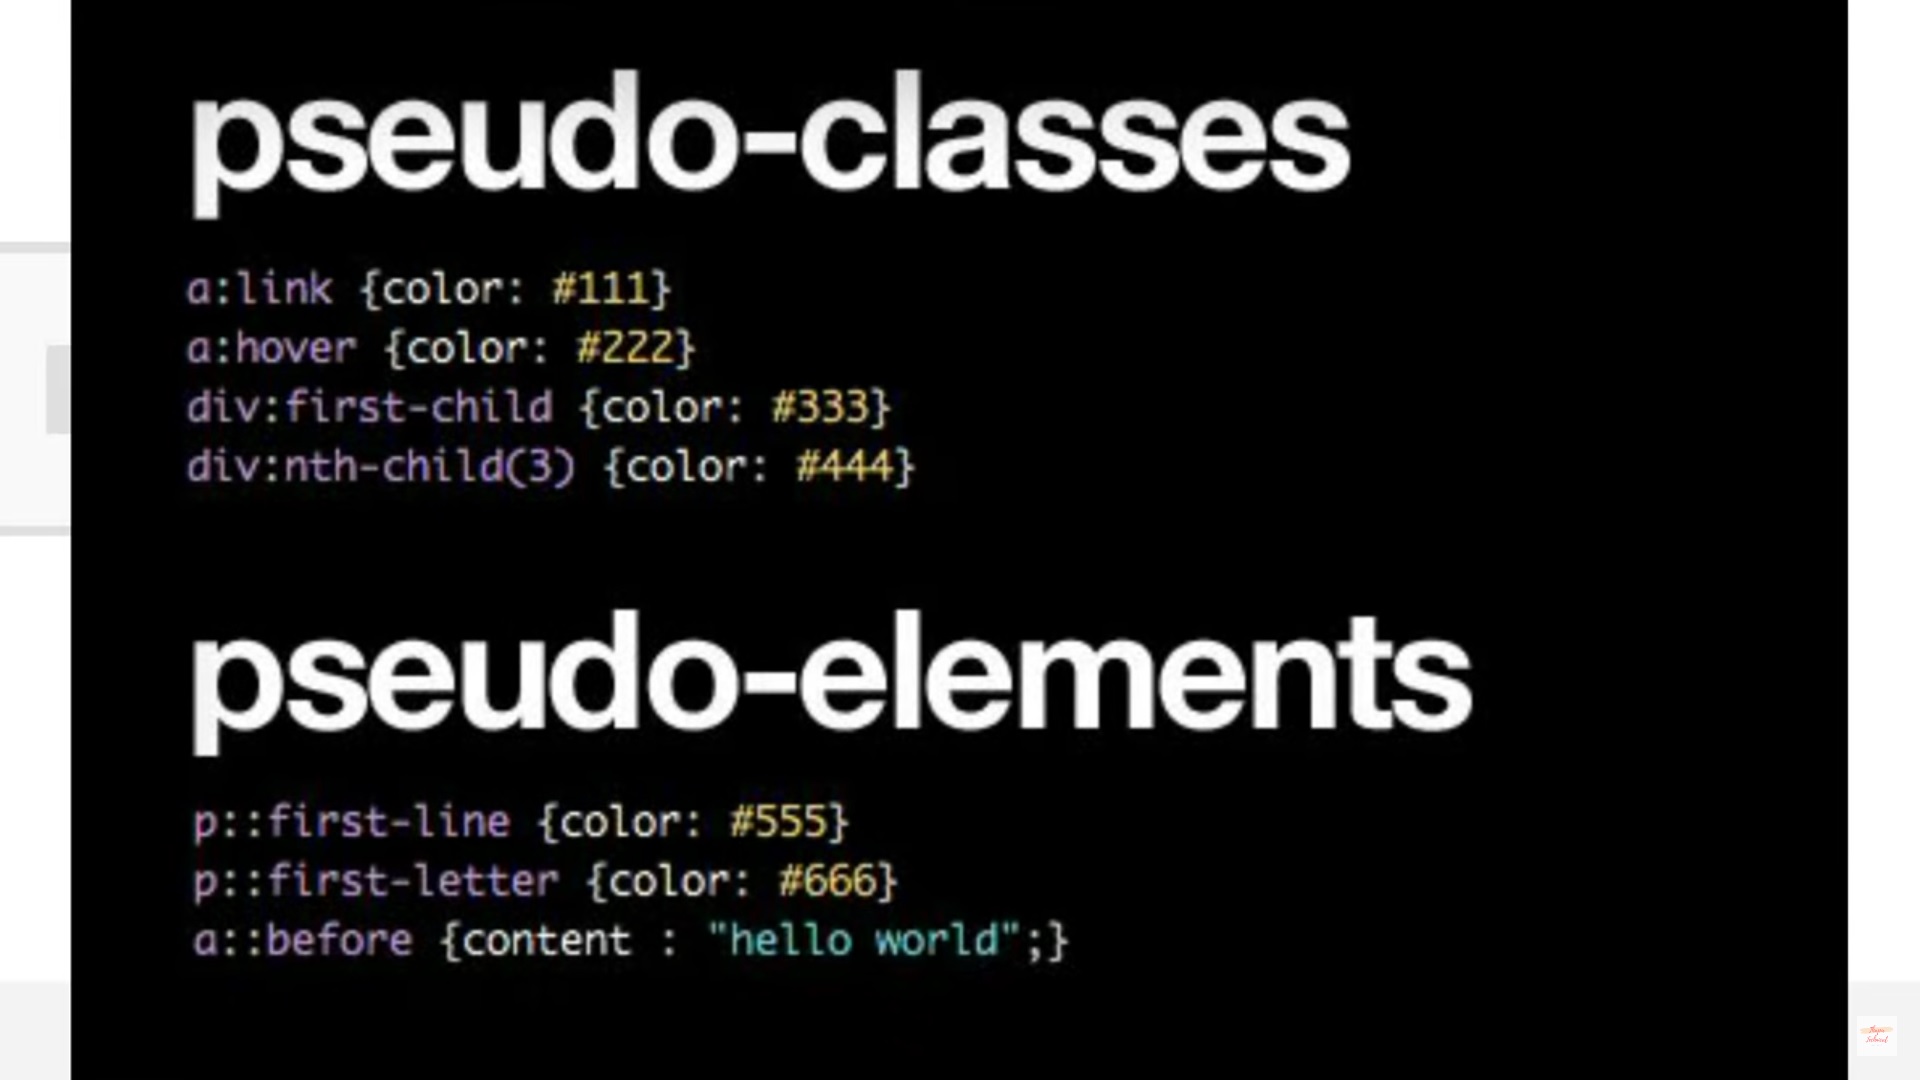 pseudo-classes
a:link {color: #111}
a:hover {color: #222}
div:first-child {color: #333}
div:nth-child(3) {color: #444}
pseudo-elements
p::first-line {color: #555}
p::first-letter {color: #666}
a::before {content : "hello world";}